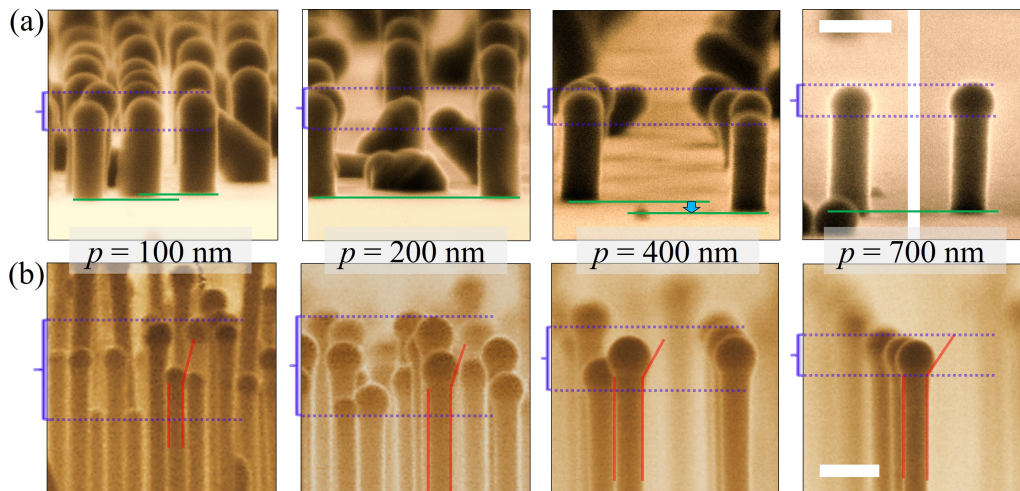 (a)
p = 100 nm
p = 200 nm
p = 400 nm
p = 700 nm
(b)